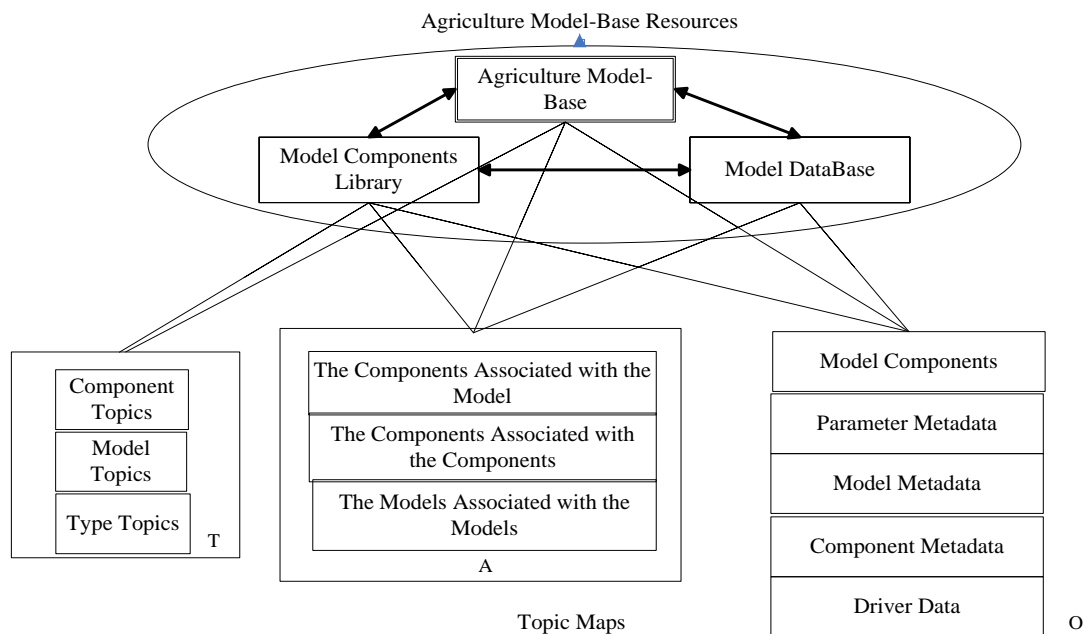 Agriculture Model-Base Resources
Agriculture Model-
Base
Model Components
Library
Model DataBase
Component
Topics
Model
Topics
Type Topics
T
The Components Associated with the
Model
The Components Associated with
the Components
The Models Associated with the
Models
A
Model Components
Parameter Metadata
Model Metadata
Component Metadata
Driver Data
O
Topic Maps